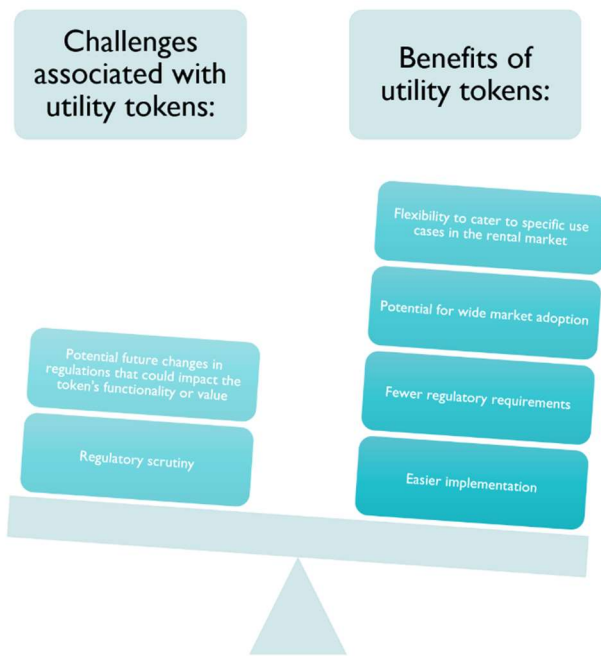 Challenges
associated with
utility tokens:
Benefits of
utility tokens:
Flexibility to cater to specific use
cases in the rental market
Potential for wide market adoption
Fewer regulatory requirements
Easier implementation
Potential future changes in
regulations that could impact the
token's functionality or value
Regulatory scrutiny